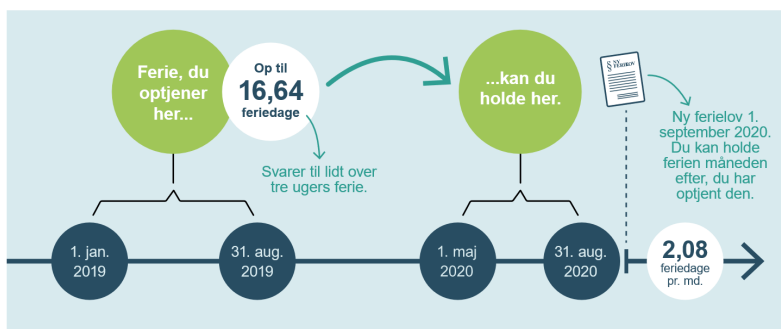 Ferie, du
optjener
her...
Op til
16,64
feriedage
Svarer til lidt over
tre ugers ferie.
...kan du
holde her.
§ NY
§ FERIELOV
Ny ferielov 1.
september 2020.
Du kan holde
ferien måneden
efter, du har
optjent den.
1. jan.
2019
31. aug.
2019
1. maj
2020
31. aug.
2020
2,08
feriedage
pr. md.